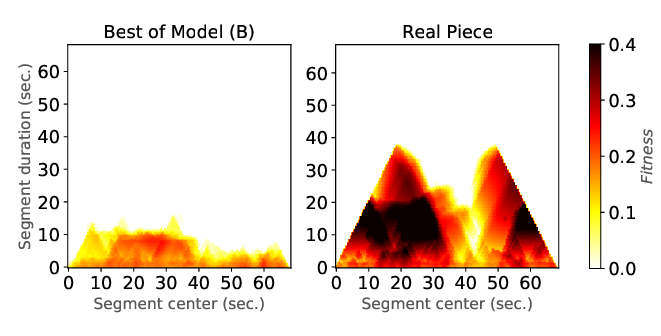 Best of Model (B)
Segment duration (sec.)
60
50
40
30
20
10
0
0 10 20 30 40 50 60
Segment center (sec.)
Real Piece
60
50
40
30
20
10
0
0 10 20 30 40 50 60
Segment center (sec.)
0.4
0.3
0.2
0.1
0.0
Fitness